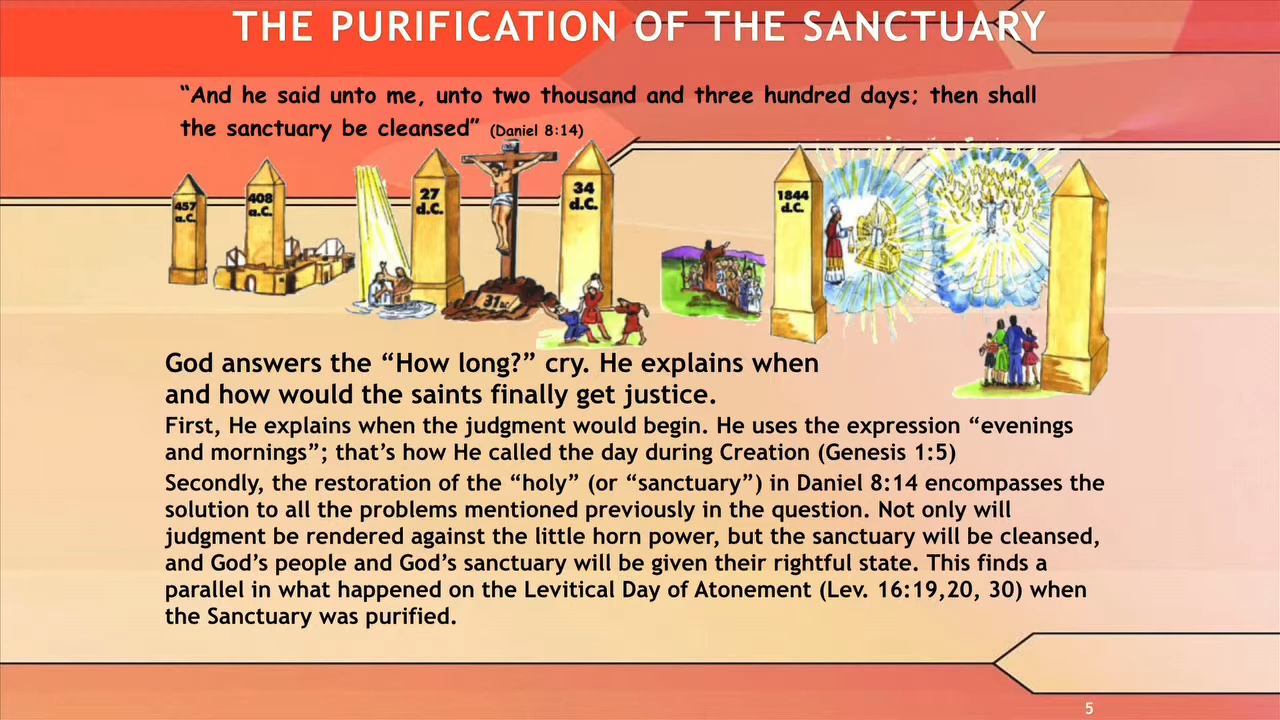 THE PURIFICATION OF THE SANCTUARY
“And he said unto me, unto two thousand and three hundred days; then shall
the sanctuary be cleansed” (Daniel 8:14)
457
a.C.
408
a.C.
27
d.C.
31
34
d.C.
1844
d.C.
God answers the “How long?” cry. He explains when
and how would the saints finally get justice.
First, He explains when the judgment would begin. He uses the expression “evenings
and mornings”; that’s how He called the day during Creation (Genesis 1:5)
Secondly, the restoration of the “holy” (or “sanctuary”) in Daniel 8:14 encompasses the
solution to all the problems mentioned previously in the question. Not only will
judgment be rendered against the little horn power, but the sanctuary will be cleansed,
and God’s people and God’s sanctuary will be given their rightful state. This finds a
parallel in what happened on the Levitical Day of Atonement (Lev. 16:19,20, 30) when
the Sanctuary was purified.
5